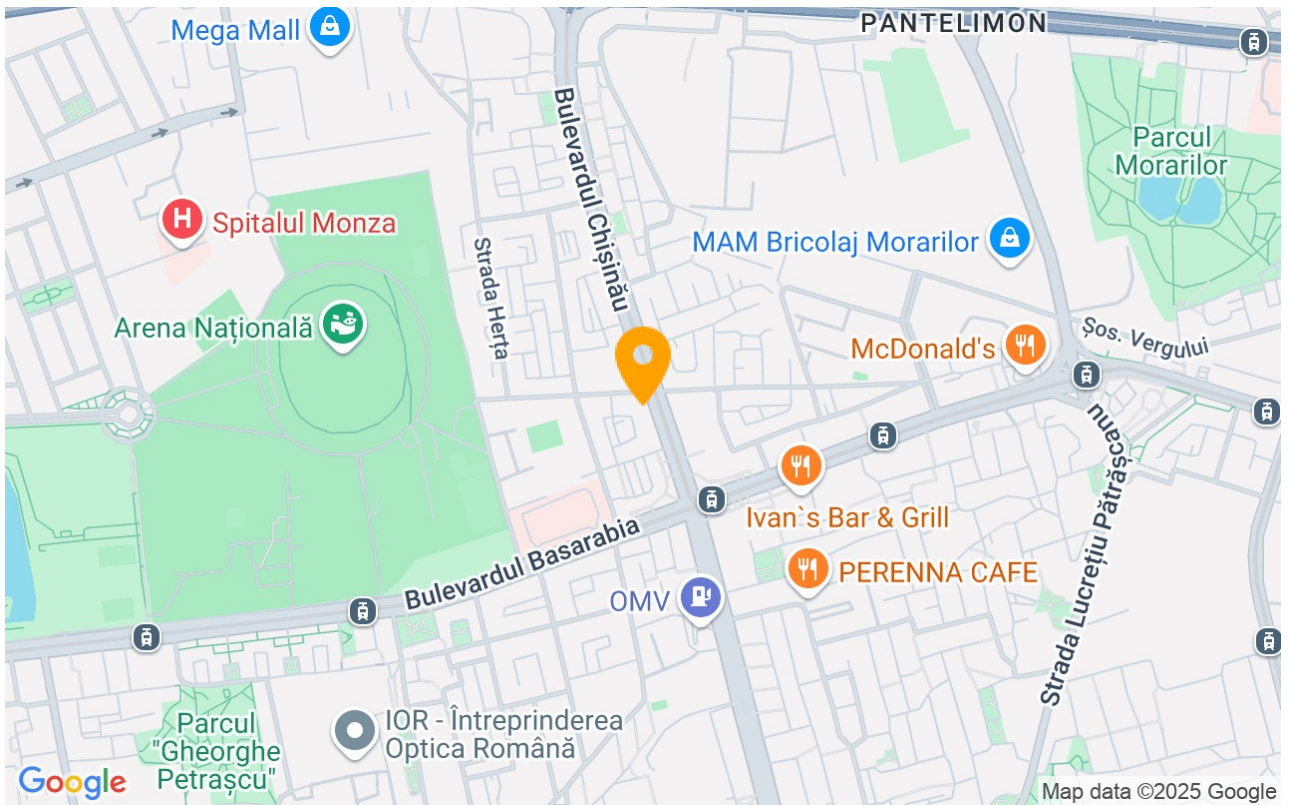 PANTELIMON
Mega Mall
Bulevardul Chișinău
Parcul
Morarilor
Spitalul Monza
H
Strada Herța
MAM Bricolaj Morarilor
Arena Națională
McDonald's
Șos. Vergului
Strada Lucrețiu Pătrășcanu
Ivan`s Bar & Grill
Bulevardul Basarabia
PERENNA CAFE
OMV
Parcul
"Gheorghe
Petrașcu"
IOR - Întreprinderea
Optica Română
Google
Map data ©2025 Google